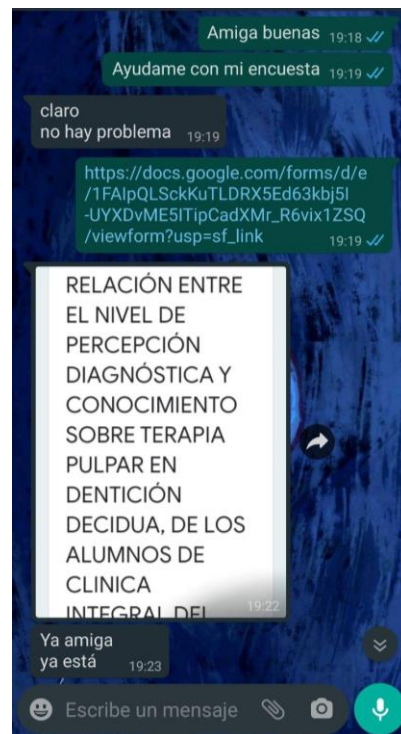 Amiga buenas 19:18
Ayudame con mi encuesta 19:19
claro
no hay problema 19:19
https://docs.google.com/forms/d/e
/1FAIpQLSckKuTLDRX5Ed63kbj5I
-UYXDvME5ITipCadXMr_R6vix1ZSQ
/viewform?usp=sf_link
19:19
RELACIÓN ENTRE
EL NIVEL DE
PERCEPCIÓN
DIAGNÓSTICA Y
CONOCIMIENTO
SOBRE TERAPIA
PULPAR EN
DENTICIÓN
DECIDUA, DE LOS
ALUMNOS DE
CLINICA
INTEGRAL DEL
19:22
Ya amiga
ya está 19:23
Escribe un mensaje